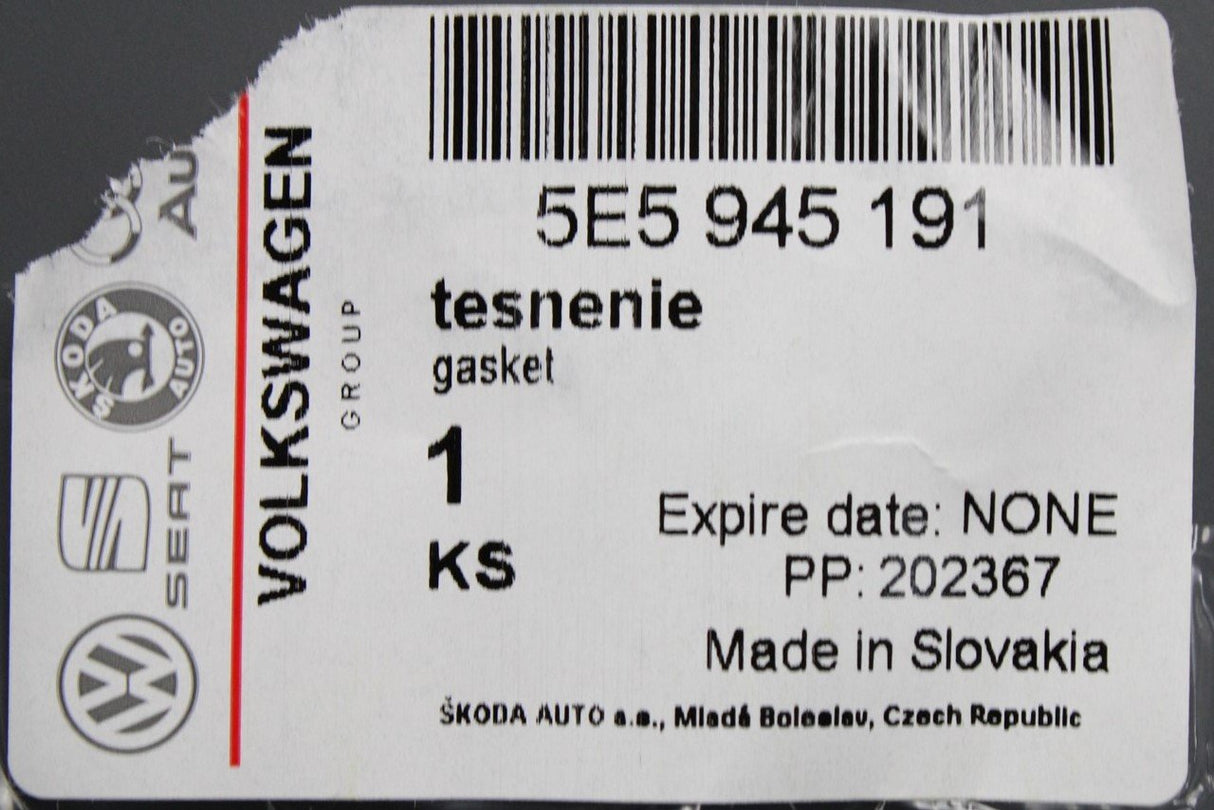 5E5 945 191
tesnenie
gasket
1
KS
Expire date: NONE
PP: 202367
Made in Slovakia
ŠKODA AUTO a.s., Mladá Boleslav, Czech Republic
VOLKSWAGEN
GROUP
AU
ŠKODA AUTO
SEAT